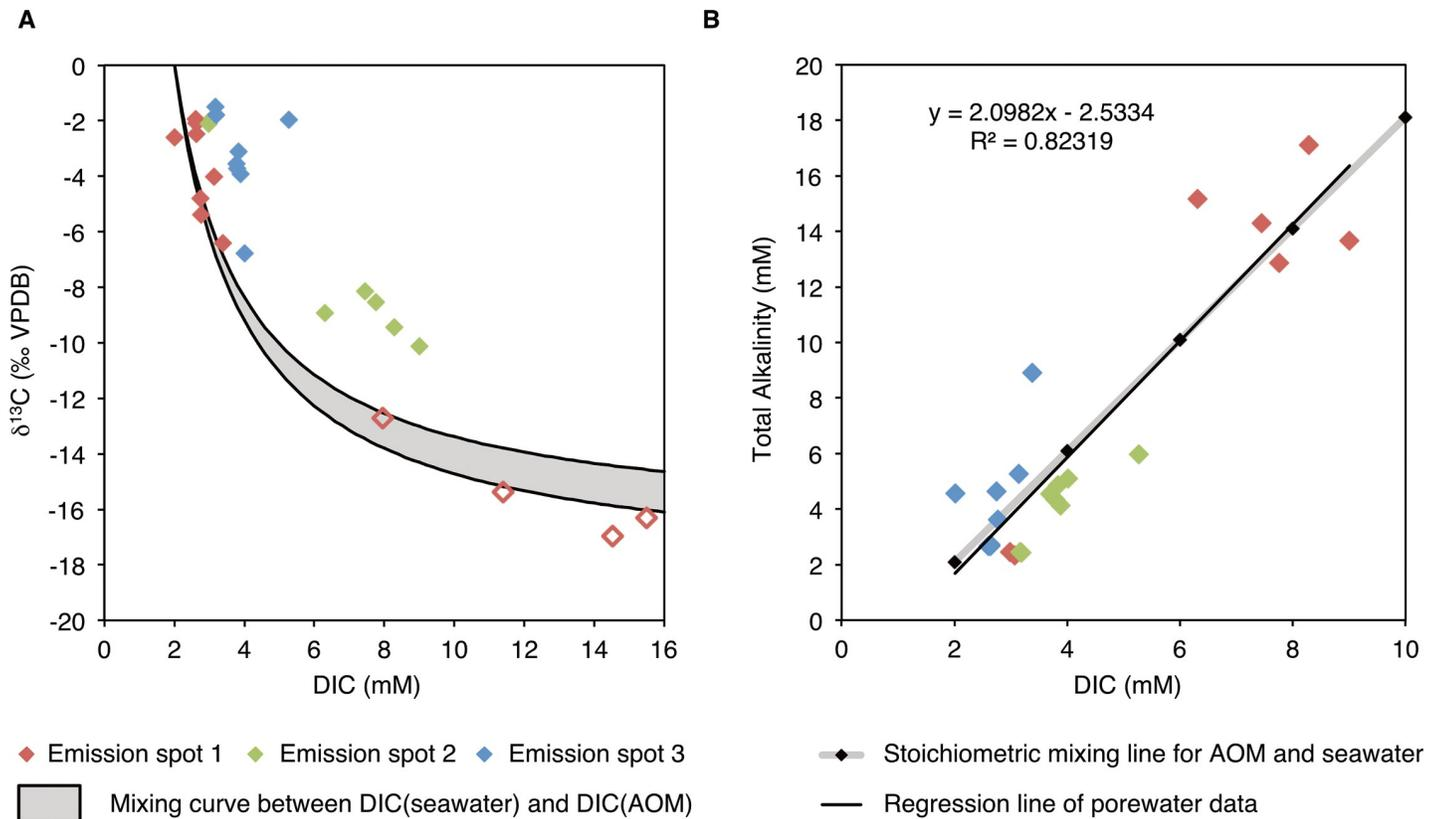 A
δ¹³C (‰ VPDB)
0
-2
-4
-6
-8
-10
-12
-14
-16
-18
-20
0 2 4 6 8 10 12 14 16
DIC (mM)
B
Total Alkalinity (mM)
20
18
16
14
12
10
8
6
4
2
0
y = 2.0982x - 2.5334
R² = 0.82319
0 2 4 6 8 10
DIC (mM)
Emission spot 1 Emission spot 2 Emission spot 3
Mixing curve between DIC(seawater) and DIC(AOM)
Stoichiometric mixing line for AOM and seawater
Regression line of porewater data